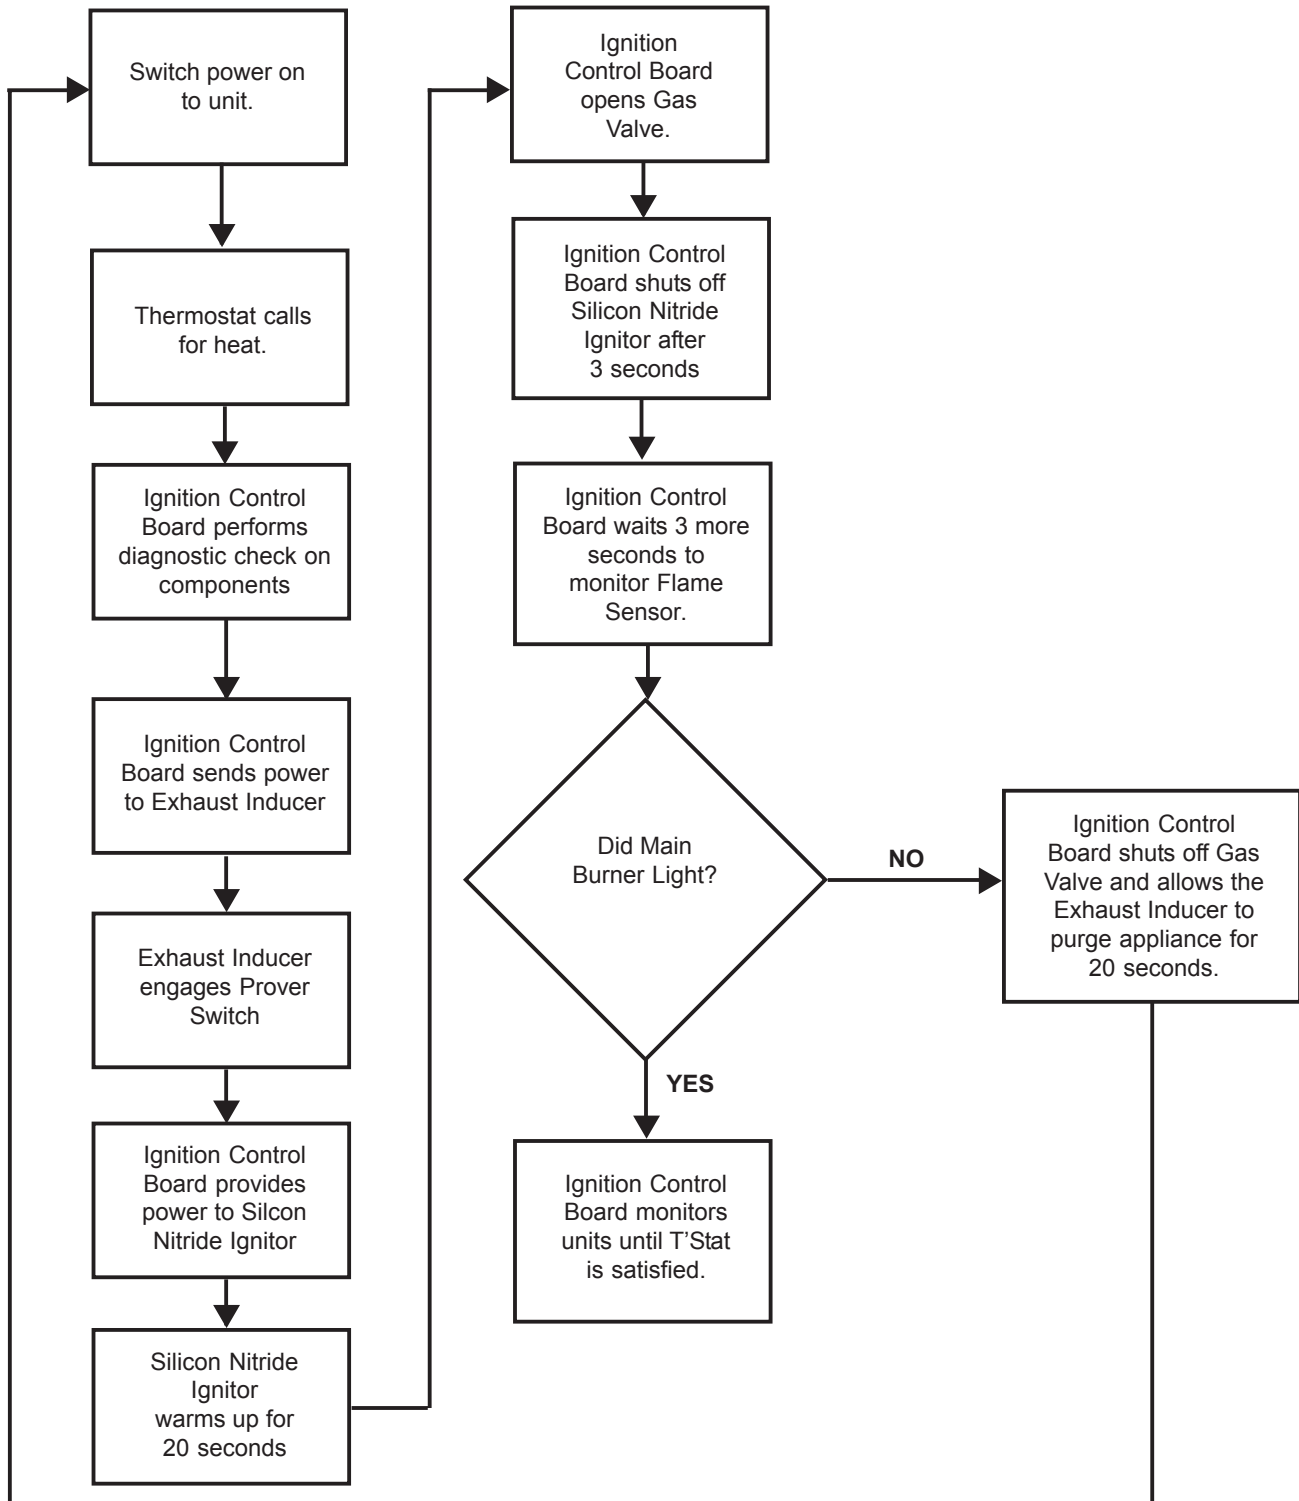 Switch power on
to unit.
Thermostat calls
for heat.
Ignition Control
Board performs
diagnostic check on
components
Ignition Control
Board sends power
to Exhaust Inducer
Exhaust Inducer
engages Prover
Switch
Ignition Control
Board provides
power to Silcon
Nitride Ignitor
Silicon Nitride
Ignitor
warms up for
20 seconds
Ignition
Control Board
opens Gas
Valve.
Ignition Control
Board shuts off
Silicon Nitride
Ignitor after
3 seconds
Ignition Control
Board waits 3 more
seconds to
monitor Flame
Sensor.
Did Main
Burner Light?
NO
Ignition Control
Board shuts off Gas
Valve and allows the
Exhaust Inducer to
purge appliance for
20 seconds.
YES
Ignition Control
Board monitors
units until T’Stat
is satisfied.